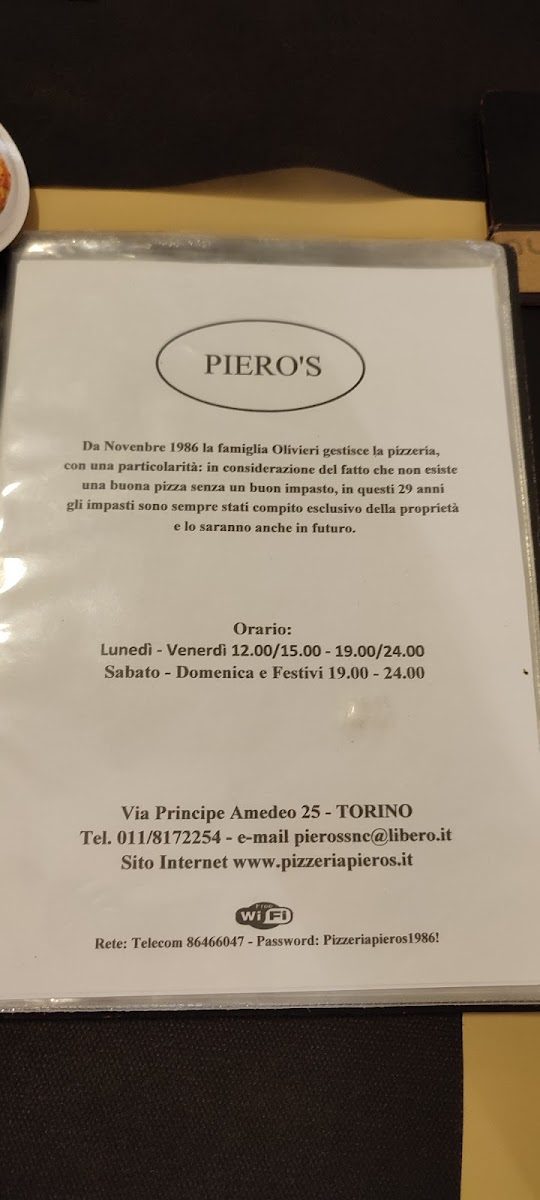 PIERO'S
Da Novenbre 1986 la famiglia Olivieri gestisce la pizzeria,
con una particolarità: in considerazione del fatto che non esiste
una buona pizza senza un buon impasto, in questi 29 anni
gli impasti sono sempre stati compito esclusivo della proprietà
e lo saranno anche in futuro.
Orario:
Lunedì - Venerdì 12.00/15.00 - 19.00/24.00
Sabato - Domenica e Festivi 19.00 - 24.00
Via Principe Amedeo 25 - TORINO
Tel. 011/8172254 - e-mail pierossnc@libero.it
Sito Internet www.pizzeriapieros.it
Free
Wi Fi
Rete: Telecom 86466047 - Password: Pizzeriapieros1986!